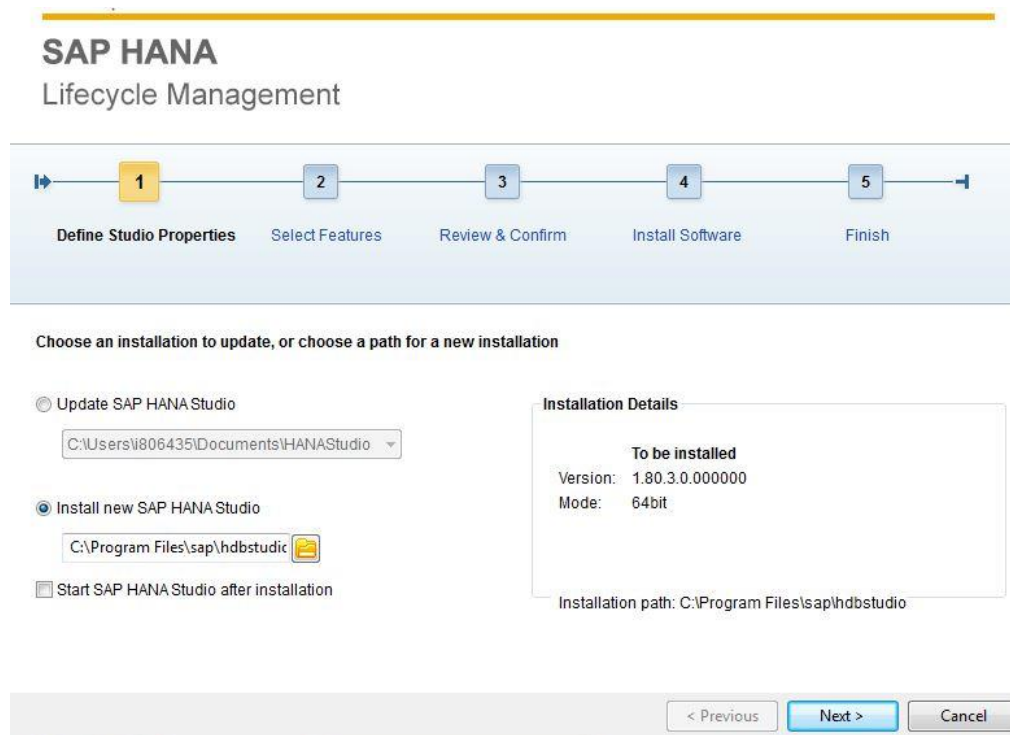 SAP HANA
Lifecycle Management
1
2
3
4
5
Define Studio Properties
Select Features
Review & Confirm
Install Software
Finish
Choose an installation to update, or choose a path for a new installation
Update SAP HANA Studio
C:\Users\i806435\Documents\HANAStudio
Install new SAP HANA Studio
C:\Program Files\sap\hdbstudic
Start SAP HANA Studio after installation
Installation Details
To be installed
Version: 1.80.3.0.000000
Mode: 64bit
Installation path: C:\Program Files\sap\hdbstudio
< Previous
Next >
Cancel